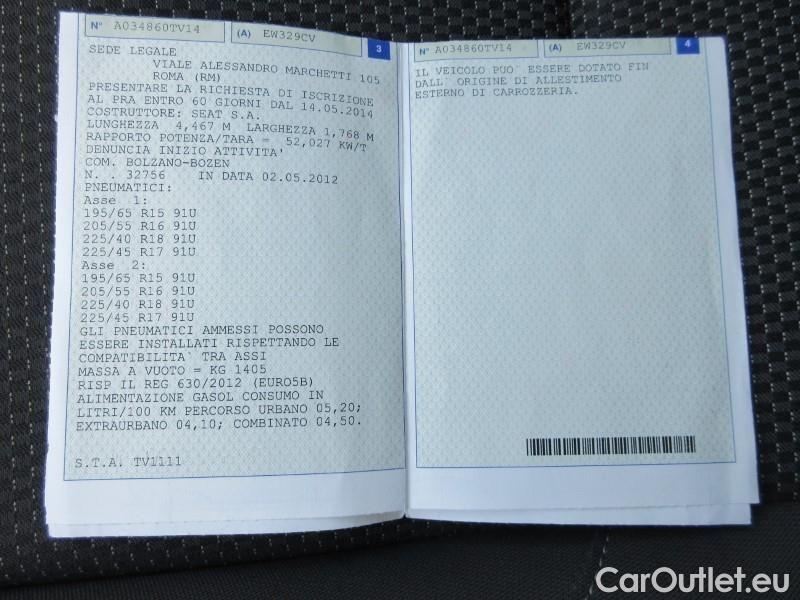 N° A034860TV14 (A) EW329CV 3
SEDE LEGALE
VIALE ALESSANDRO MARCHETTI 105
ROMA (RM)
PRESENTARE LA RICHIESTA DI ISCRIZIONE
AL PRA ENTRO 60 GIORNI DAL 14.05.2014
COSTRUTTORE: SEAT S.A.
LUNGHEZZA 4,467 M LARGHEZZA 1,768 M
RAPPORTO POTENZA/TARA = 52,027 KW/T
DENUNCIA INIZIO ATTIVITA'
COM. BOLZANO-BOZEN
N. . 32756 IN DATA 02.05.2012
PNEUMATICI:
Asse 1:
195/65 R15 91U
205/55 R16 91U
225/40 R18 91U
225/45 R17 91U
Asse 2:
195/65 R15 91U
205/55 R16 91U
225/40 R18 91U
225/45 R17 91U
GLI PNEUMATICI AMMESSI POSSONO
ESSERE INSTALLATI RISPETTANDO LE
COMPATIBILITA` TRA ASSI
MASSA A VUOTO = KG 1405
RISP IL REG 630/2012 (EURO5B)
ALIMENTAZIONE GASOL CONSUMO IN
LITRI/100 KM PERCORSO URBANO 05,20;
EXTRAURBANO 04,10; COMBINATO 04,50.
S.T.A. TV1111
N° A034860TV14 (A) EW329CV 4
IL VEICOLO PUO` ESSERE DOTATO FIN
DALL` ORIGINE DI ALLESTIMENTO
ESTERNO DI CARROZZERIA.
CarOutlet.eu